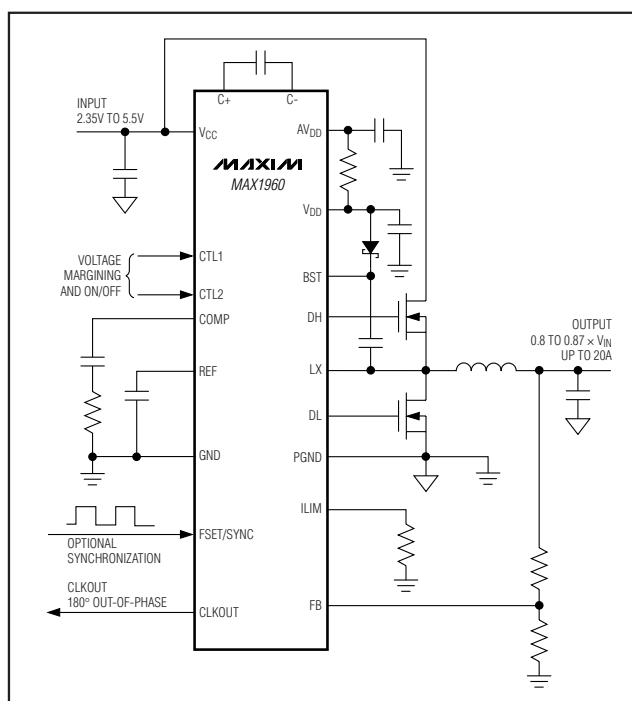 C+
C-
INPUT
2.35V TO 5.5V
VCC
AVDD
MAXIM
MAX1960
VDD
VOLTAGE
MARGINING
AND ON/OFF
CTL1
CTL2
BST
COMP
DH
OUTPUT
0.8 TO 0.87 × VIN
UP TO 20A
REF
LX
DL
GND
PGND
ILIM
FSET/SYNC
OPTIONAL
SYNCHRONIZATION
CLKOUT
180° OUT-OF-PHASE
CLKOUT
FB